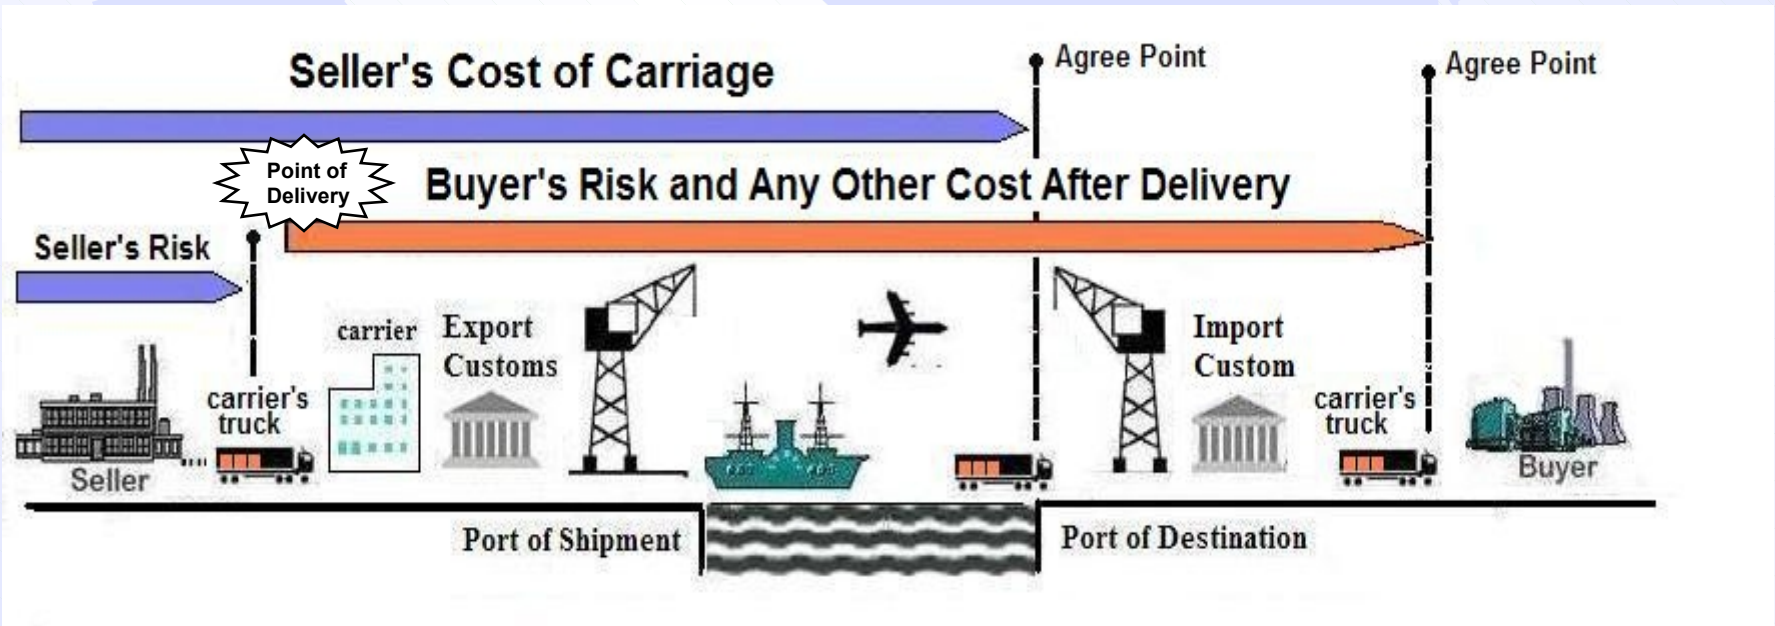 Seller's Cost of Carriage
Agree Point
Agree Point
Point of
Delivery
Buyer's Risk and Any Other Cost After Delivery
Seller's Risk
carrier
Export
Customs
Import
Custom
carrier's
truck
carrier's
truck
Seller
Buyer
Port of Shipment
Port of Destination